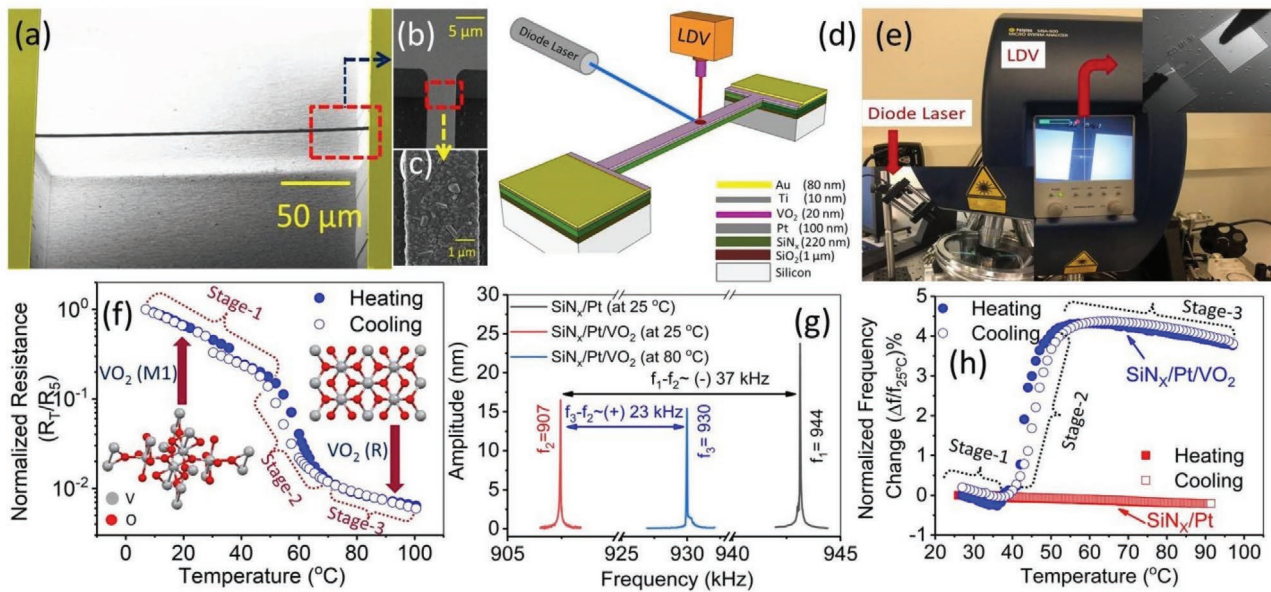 (a)
50 µm
(b)
5 µm
(c)
1 µm
Diode Laser
LDV
(d)
Au (80 nm)
Ti (10 nm)
VO₂ (20 nm)
Pt (100 nm)
SiNₓ (220 nm)
SiO₂(1 µm)
Silicon
(e)
LDV
Diode Laser
(f)
Heating
Cooling
Stage-1
Stage-2
Stage-3
VO₂ (M1)
VO₂ (R)
V
O
Normalized Resistance
(R_T/R₅)
10⁰
10⁻¹
10⁻²
0 20 40 60 80 100
Temperature (°C)
(g)
SiNₓ/Pt (at 25 °C)
SiNₓ/Pt/VO₂ (at 25 °C)
SiNₓ/Pt/VO₂ (at 80 °C)
f₁-f₂~ (-) 37 kHz
f₃-f₂~(+) 23 kHz
f₂=907
f₃ = 930
f₁= 944
Amplitude (nm)
30
25
20
15
10
5
0
905 925 930 940 945
Frequency (kHz)
(h)
Heating
Cooling
Stage-3
SiNₓ/Pt/VO₂
Stage-2
Stage-1
Heating
Cooling
SiNₓ/Pt
Normalized Frequency
Change (Δf/f₂₅°C)%
5
4
3
2
1
0
-1
20 30 40 50 60 70 80 90 100
Temperature (°C)